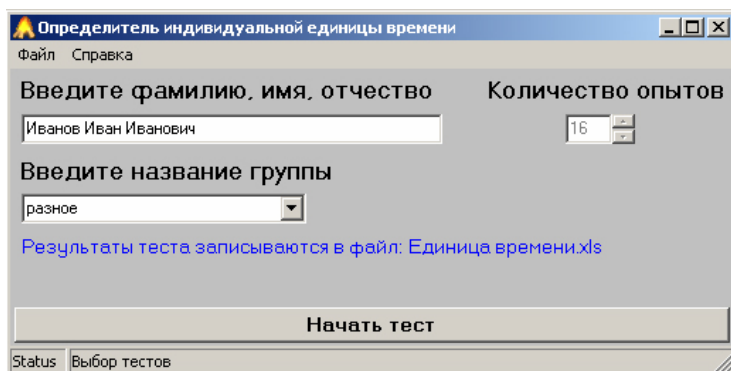 Определитель индивидуальной единицы времени
Файл Справка
Введите фамилию, имя, отчество Количество опытов
Иванов Иван Иванович 16
Введите название группы
разное
Результаты теста записываются в файл: Единица времени.xls
Начать тест
Status Выбор тестов